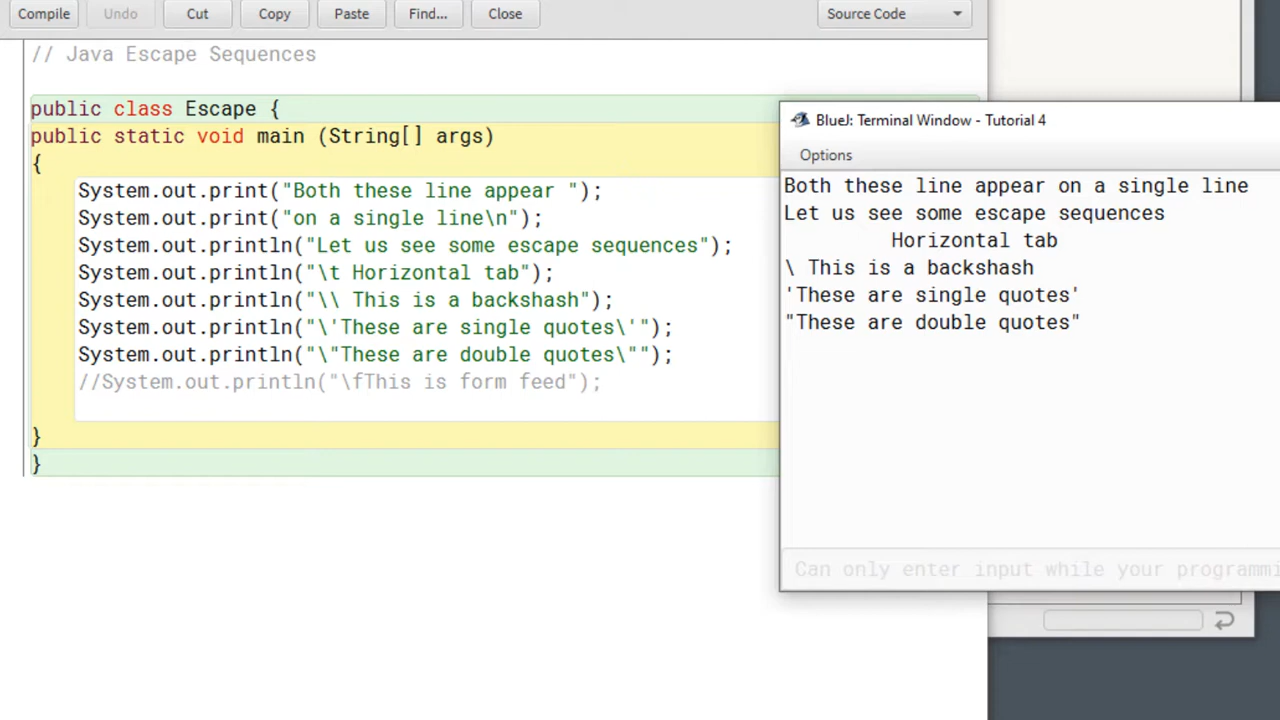 Compile Undo Cut Copy Paste Find... Close Source Code
// Java Escape Sequences
public class Escape {
public static void main (String[] args)
{
System.out.print("Both these line appear ");
System.out.print("on a single line\n");
System.out.println("Let us see some escape sequences");
System.out.println("\t Horizontal tab");
System.out.println("\\ This is a backshash");
System.out.println("\'These are single quotes\'");
System.out.println("\"These are double quotes\"");
//System.out.println("\fThis is form feed");
}
}
BlueJ: Terminal Window - Tutorial 4
Options
Both these line appear on a single line
Let us see some escape sequences
Horizontal tab
\ This is a backshash
'These are single quotes'
"These are double quotes"
Can only enter input while your programmi